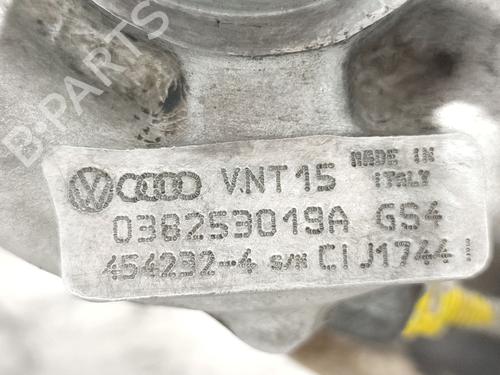 B-PARTS
VNT15 MADE IN ITALY
038253019A GS4
454232-4 S/N CIJ1744